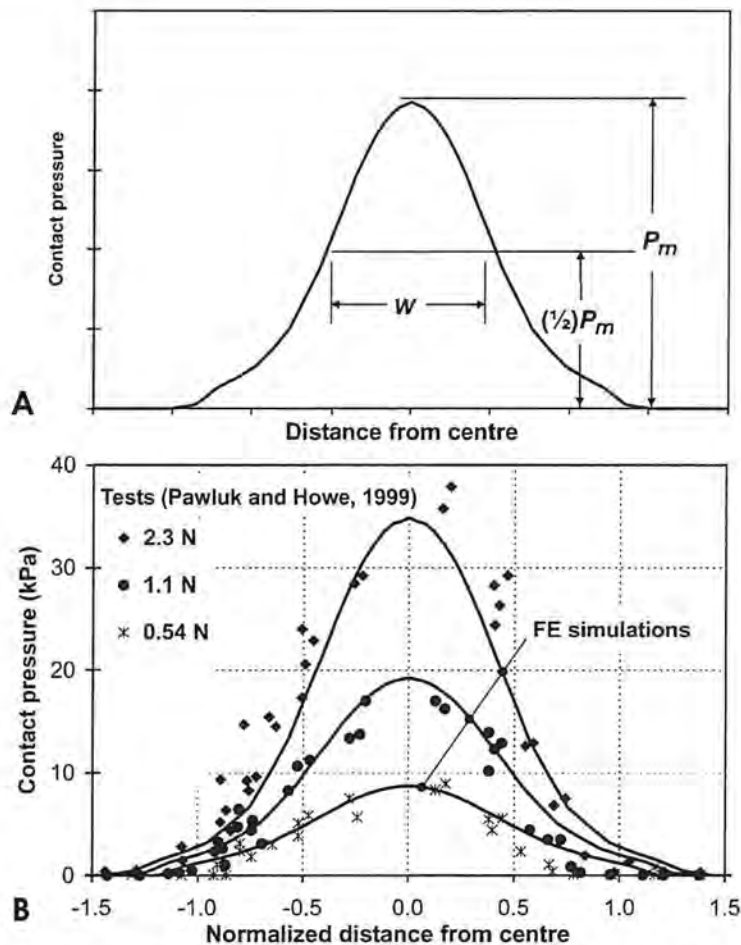 Contact pressure
P_m
W
(½)P_m
A
Distance from centre
Contact pressure (kPa)
40
30
20
10
0
Tests (Pawluk and Howe, 1999)
2.3 N
1.1 N
0.54 N
FE simulations
-1.5 -1.0 -0.5 0.0 0.5 1.0 1.5
B
Normalized distance from centre